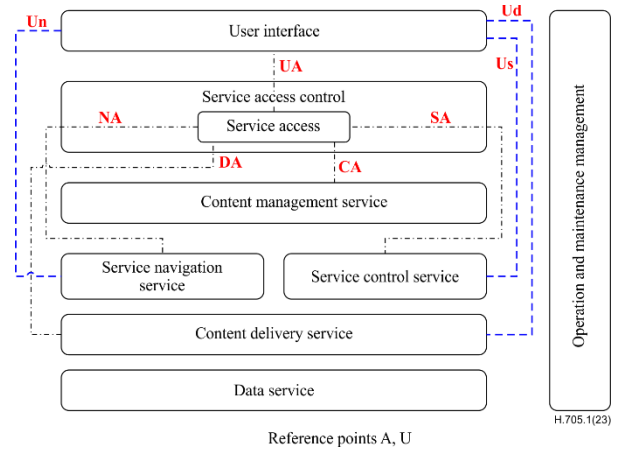 Un
Ud
User interface
Us
UA
Service access control
NA
Service access
SA
DA
CA
Content management service
Service navigation
service
Service control service
Content delivery service
Data service
Operation and maintenance management
H.705.1(23)
Reference points A, U